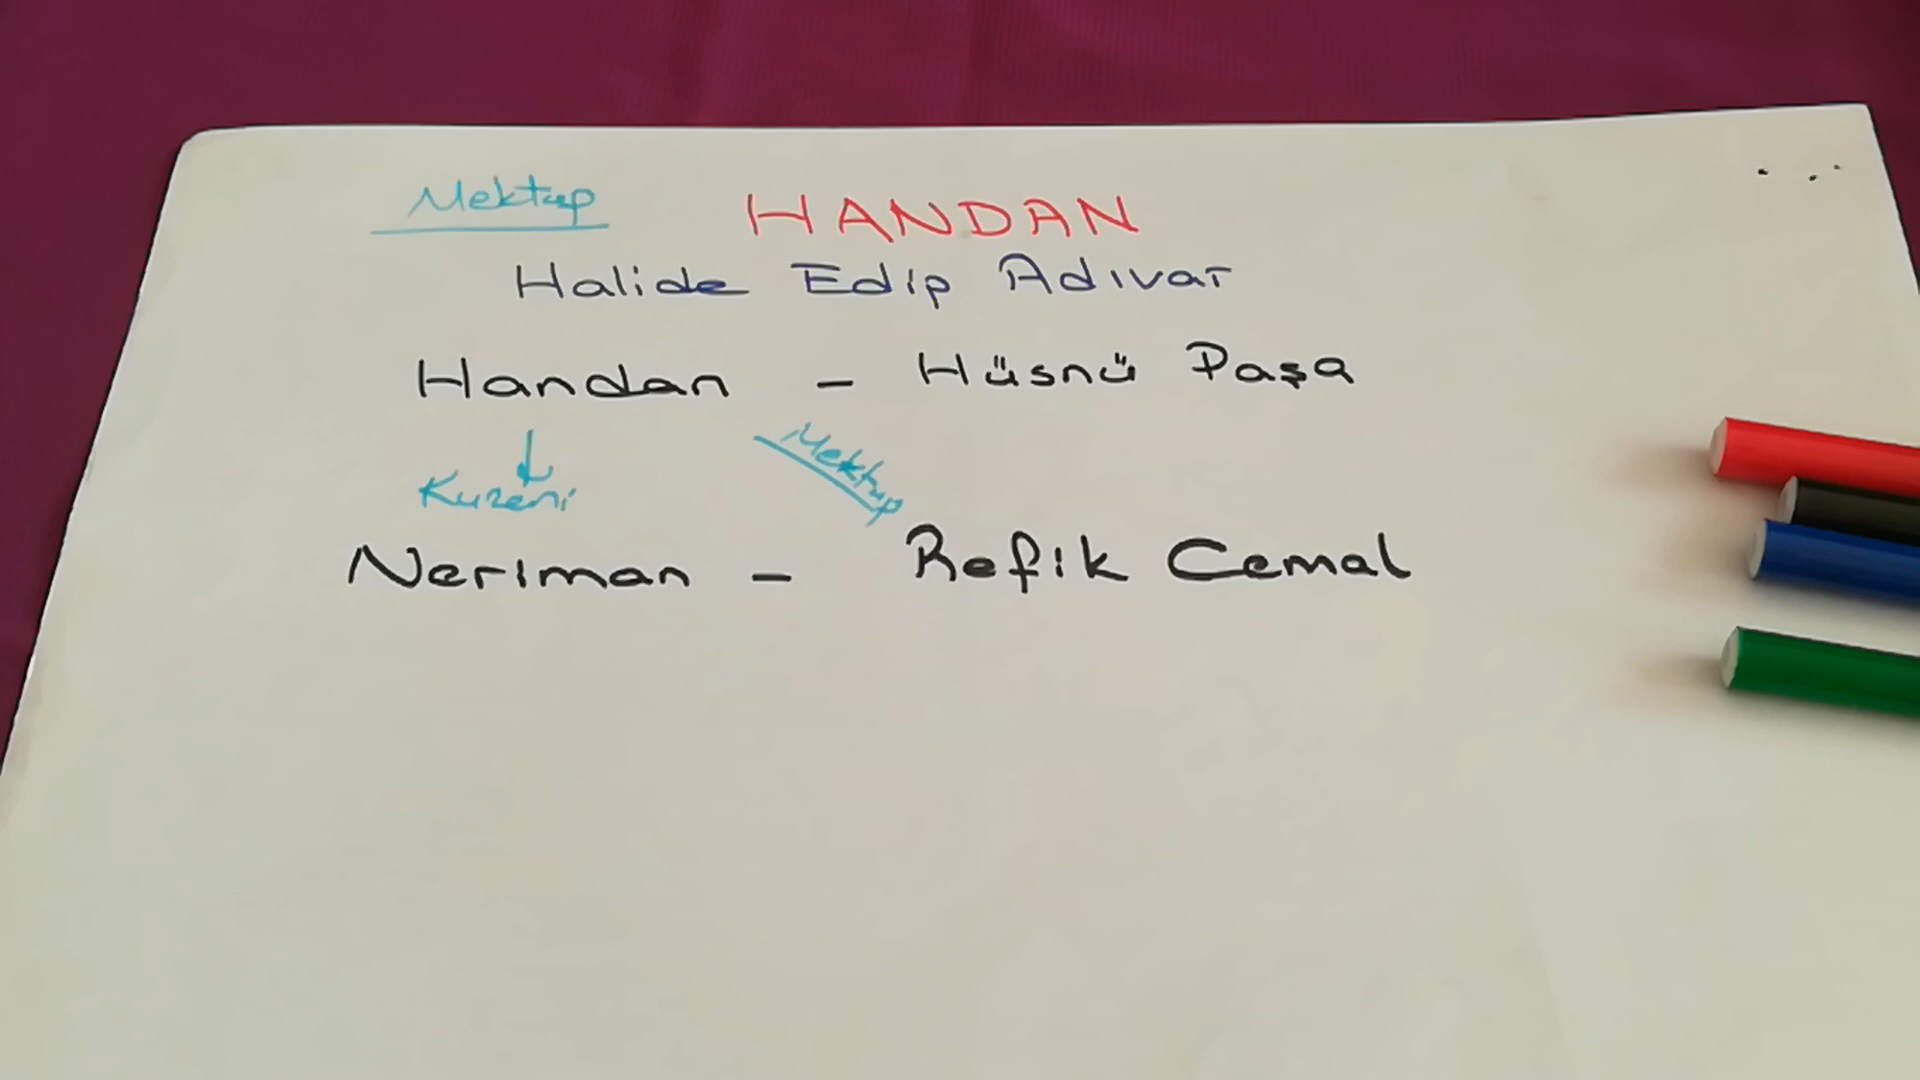 Mektup HANDAN
Halide Edip Adıvar
Handan - Hüsnü Paşa
Mektup
Kuzeni
Neriman - Refik Cemal